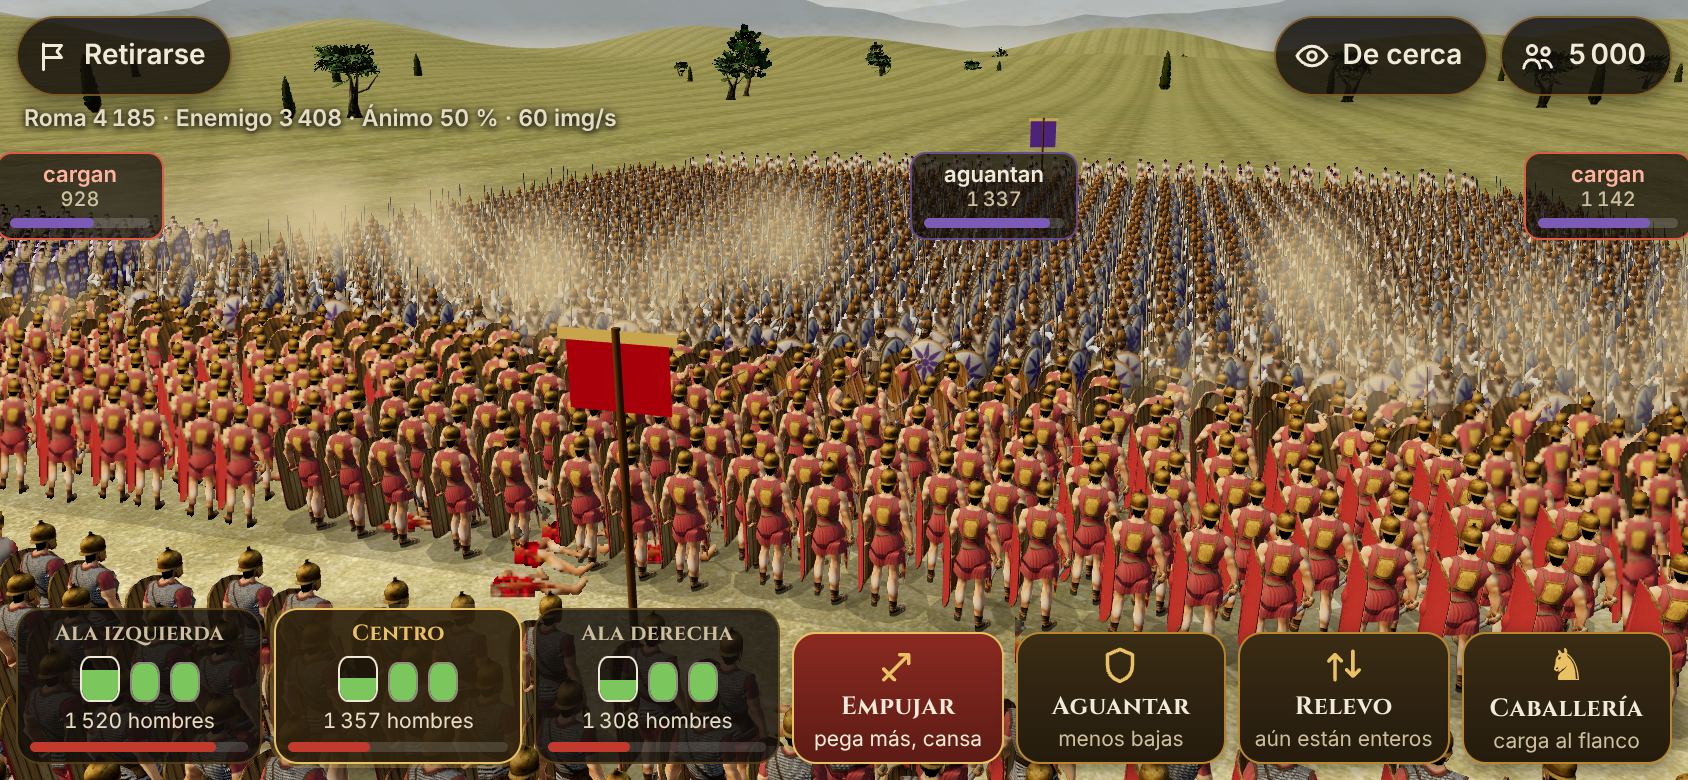 Retirarse
De cerca
5 000
Roma 4 185 · Enemigo 3 408 · Ánimo 50 % · 60 img/s
cargan
928
aguantan
1 337
cargan
1 142
Ala izquierda
1 520 hombres
Centro
1 357 hombres
Ala derecha
1 308 hombres
Empujar
pega más, cansa
Aguantar
menos bajas
Relevo
aún están enteros
Caballería
carga al flanco